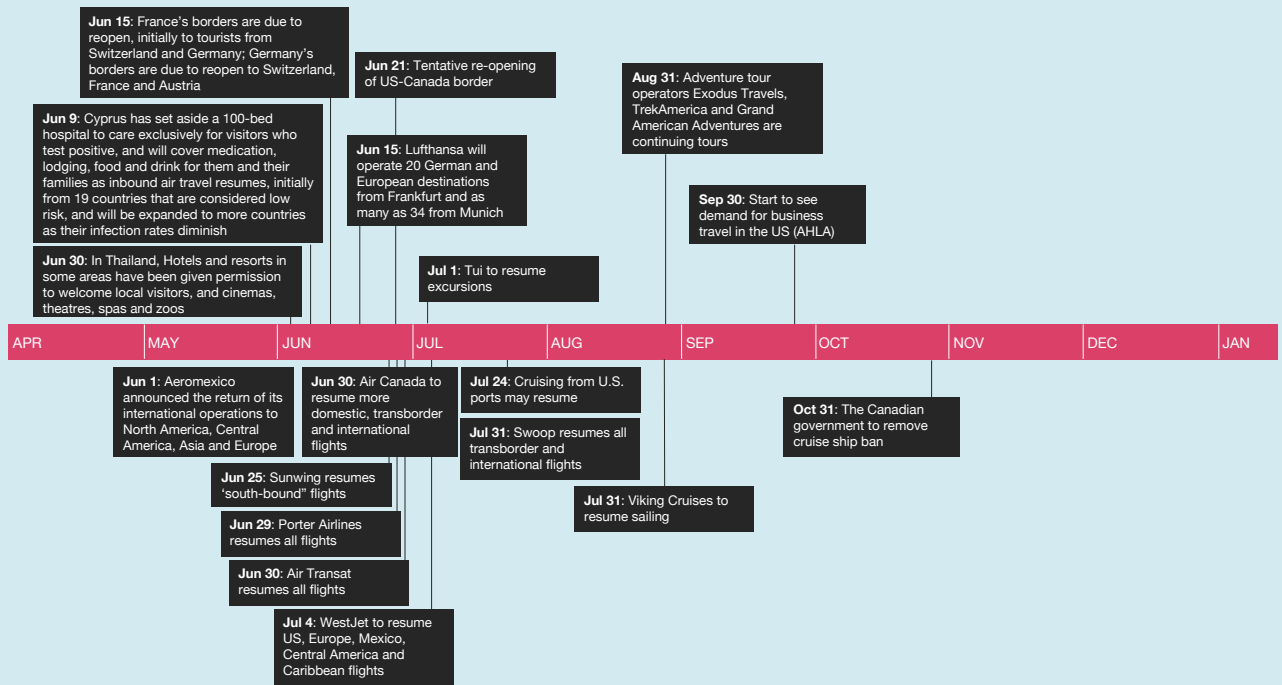 Jun 15: France’s borders are due to
reopen, initially to tourists from
Switzerland and Germany; Germany’s
borders are due to reopen to Switzerland,
France and Austria
Jun 21: Tentative re-opening
of US-Canada border
Aug 31: Adventure tour
operators Exodus Travels,
TrekAmerica and Grand
American Adventures are
continuing tours
Jun 9: Cyprus has set aside a 100-bed
hospital to care exclusively for visitors who
test positive, and will cover medication,
lodging, food and drink for them and their
families as inbound air travel resumes, initially
from 19 countries that are considered low
risk, and will be expanded to more countries
as their infection rates diminish
Jun 15: Lufthansa will
operate 20 German and
European destinations
from Frankfurt and as
many as 34 from Munich
Sep 30: Start to see
demand for business
travel in the US (AHLA)
Jun 30: In Thailand, Hotels and resorts in
some areas have been given permission
to welcome local visitors, and cinemas,
theatres, spas and zoos
Jul 1: Tui to resume
excursions
APR MAY JUN JUL AUG SEP OCT NOV DEC JAN
Jun 1: Aeromexico
announced the return of its
international operations to
North America, Central
America, Asia and Europe
Jun 30: Air Canada to
resume more
domestic, transborder
and international
flights
Jul 24: Cruising from U.S.
ports may resume
Jul 31: Swoop resumes all
transborder and
international flights
Oct 31: The Canadian
government to remove
cruise ship ban
Jun 25: Sunwing resumes
‘south-bound” flights
Jul 31: Viking Cruises to
resume sailing
Jun 29: Porter Airlines
resumes all flights
Jun 30: Air Transat
resumes all flights
Jul 4: WestJet to resume
US, Europe, Mexico,
Central America and
Caribbean flights